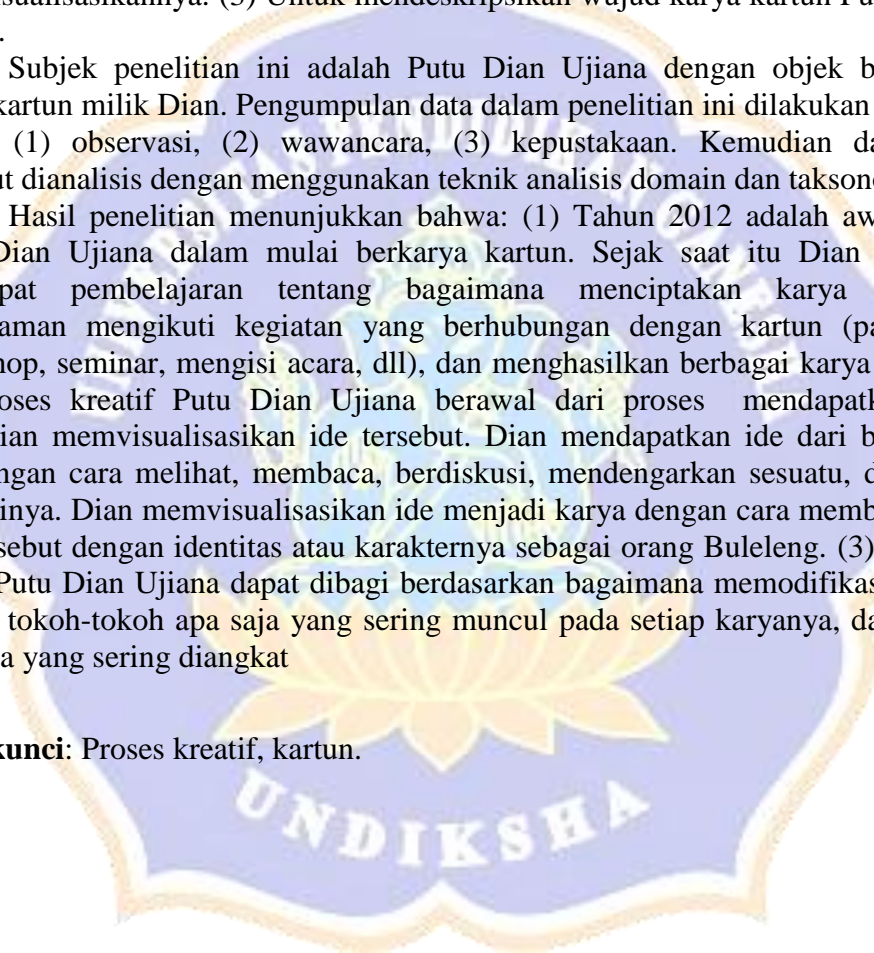 sualisasikannya. (3) Untuk mendeskripsikan wujud karya kartun Pu
.
Subjek penelitian ini adalah Putu Dian Ujiana dengan objek b
kartun milik Dian. Pengumpulan data dalam penelitian ini dilakukan
(1) observasi, (2) wawancara, (3) kepustakaan. Kemudian da
ut dianalisis dengan menggunakan teknik analisis domain dan taksono
Hasil penelitian menunjukkan bahwa: (1) Tahun 2012 adalah aw
Dian Ujiana dalam mulai berkarya kartun. Sejak saat itu Dian
pat pembelajaran tentang bagaimana menciptakan karya
aman mengikuti kegiatan yang berhubungan dengan kartun (pa
hop, seminar, mengisi acara, dll), dan menghasilkan berbagai karya
oses kreatif Putu Dian Ujiana berawal dari proses mendapatk
ian memvisualisasikan ide tersebut. Dian mendapatkan ide dari b
ngan cara melihat, membaca, berdiskusi, mendengarkan sesuatu, d
inya. Dian memvisualisasikan ide menjadi karya dengan cara memb
sebut dengan identitas atau karakternya sebagai orang Buleleng. (3)
Putu Dian Ujiana dapat dibagi berdasarkan bagaimana memodifikas
tokoh-tokoh apa saja yang sering muncul pada setiap karyanya, da
a yang sering diangkat
kunci: Proses kreatif, kartun.
UNIVERSITAS PENDIDIKAN
UNDIKSHA